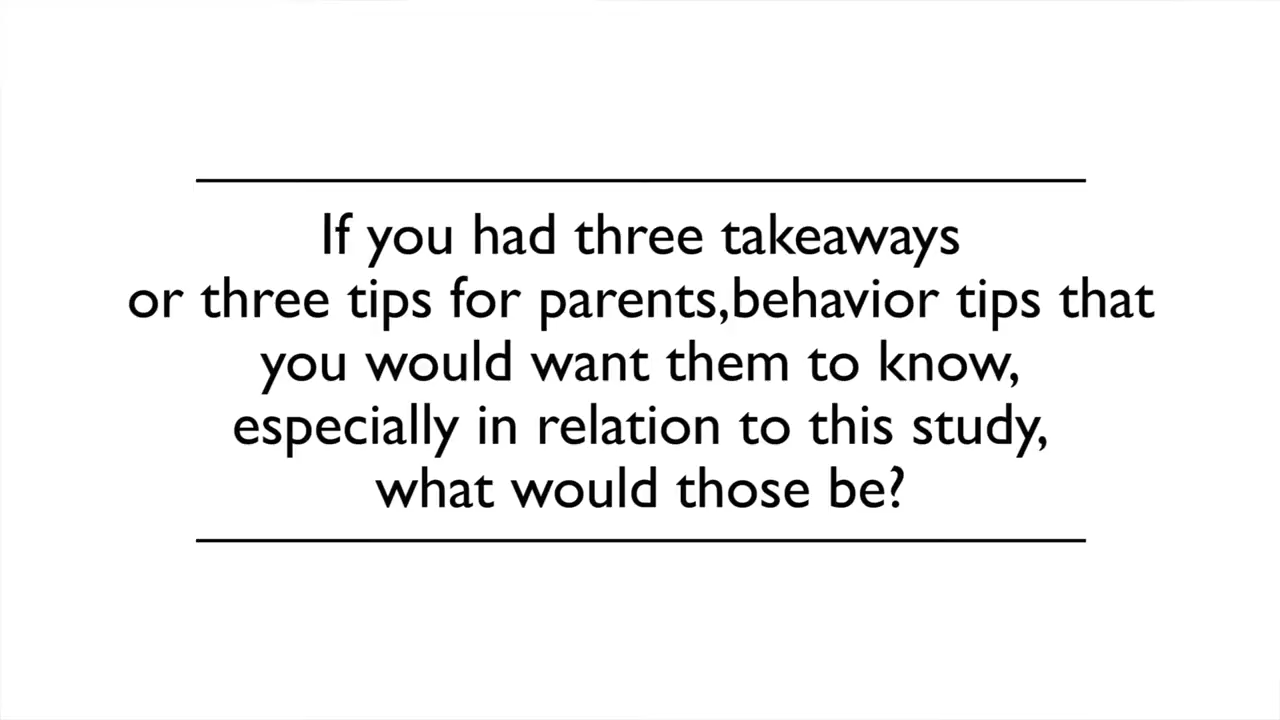 If you had three takeaways
or three tips for parents,behavior tips that
you would want them to know,
especially in relation to this study,
what would those be?